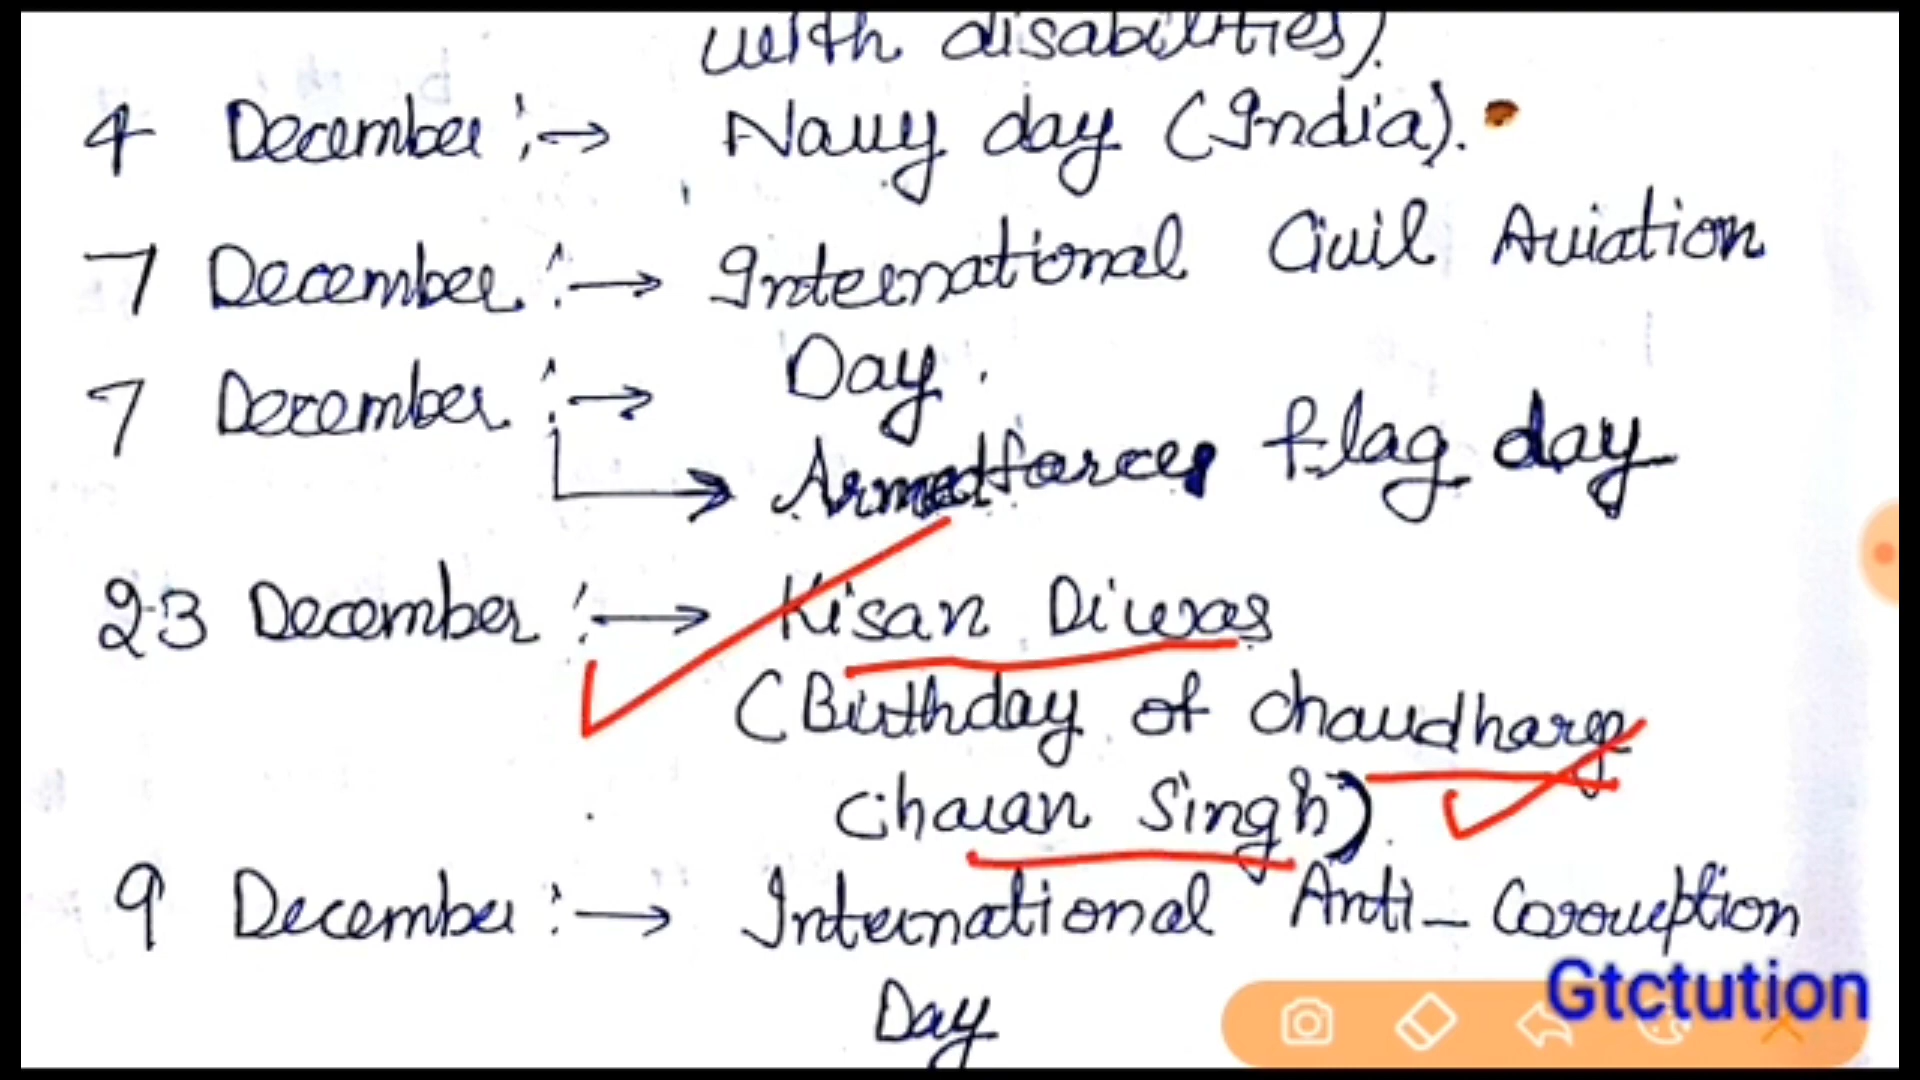 with disabilities).
4 December :→ Navy day (India).
7 December :→ International Civil Aviation
Day.
7 December :→
→ Armed forces flag day
23 December :→ Kisan Diwas
(Birthday of chaudhary
Charan Singh)
9 December :→ International Anti-Corruption
Day
Gtctution